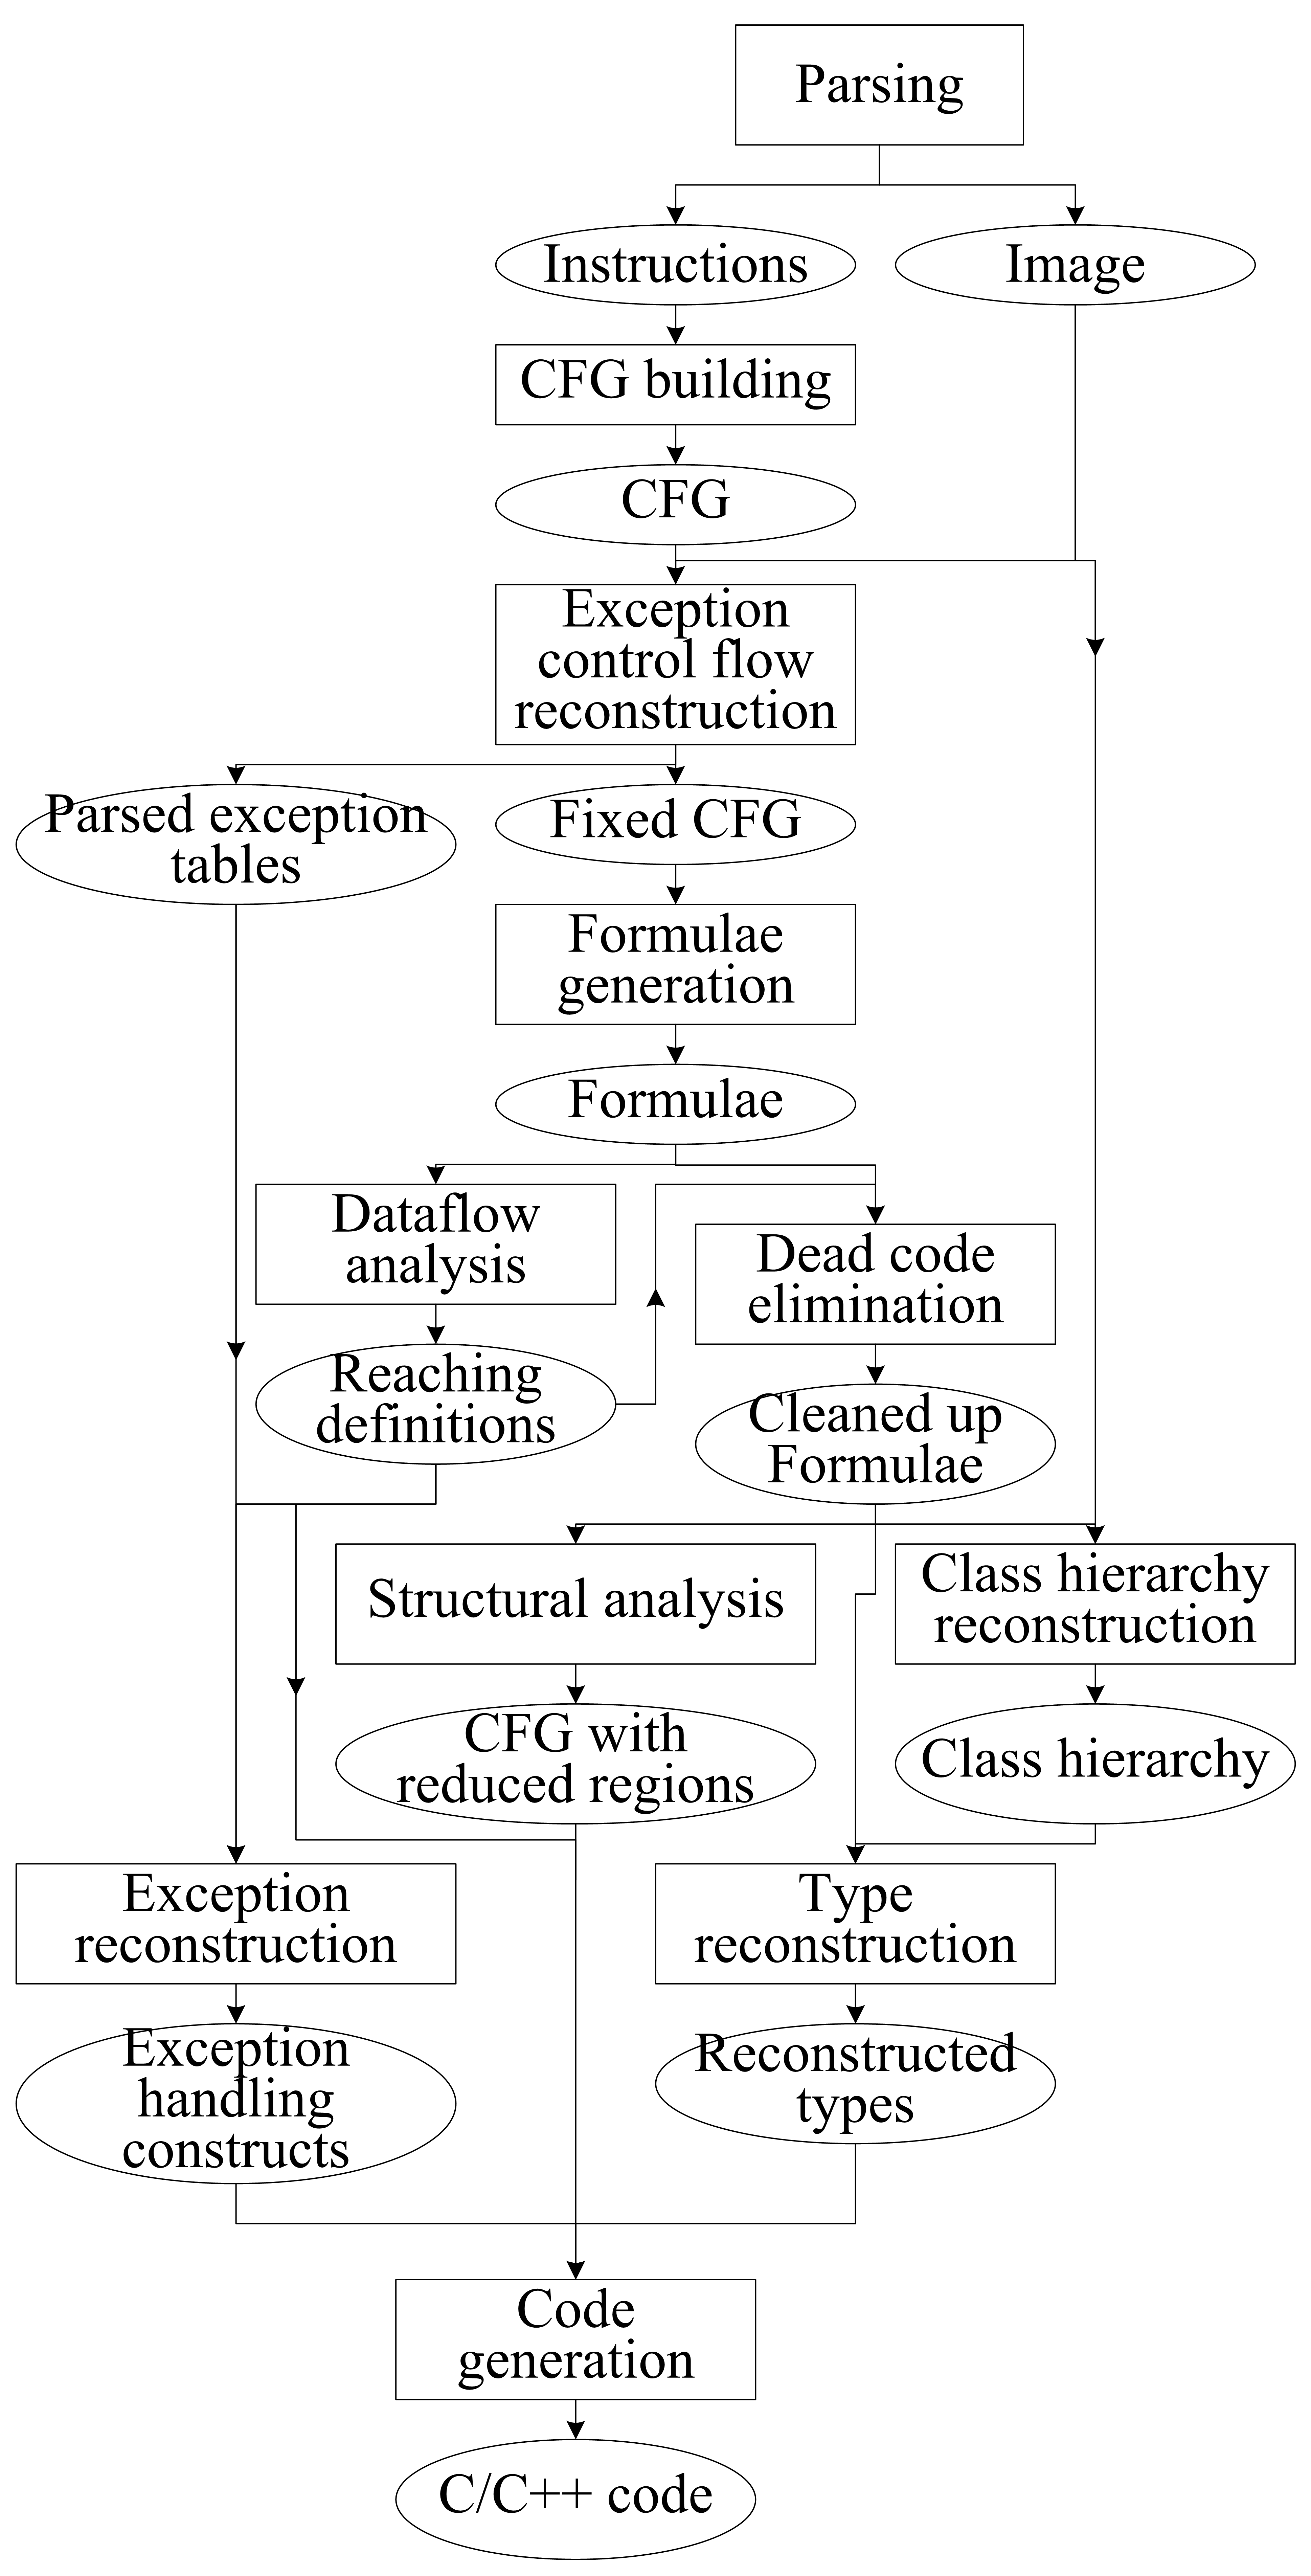 Parsing
Instructions
Image
CFG building
CFG
Exception
control flow
reconstruction
Parsed exception
tables
Fixed CFG
Formulae
generation
Formulae
Dataflow
analysis
Dead code
elimination
Reaching
definitions
Cleaned up
Formulae
Structural analysis
Class hierarchy
reconstruction
CFG with
reduced regions
Class hierarchy
Exception
reconstruction
Type
reconstruction
Exception
handling
constructs
Reconstructed
types
Code
generation
C/C++ code